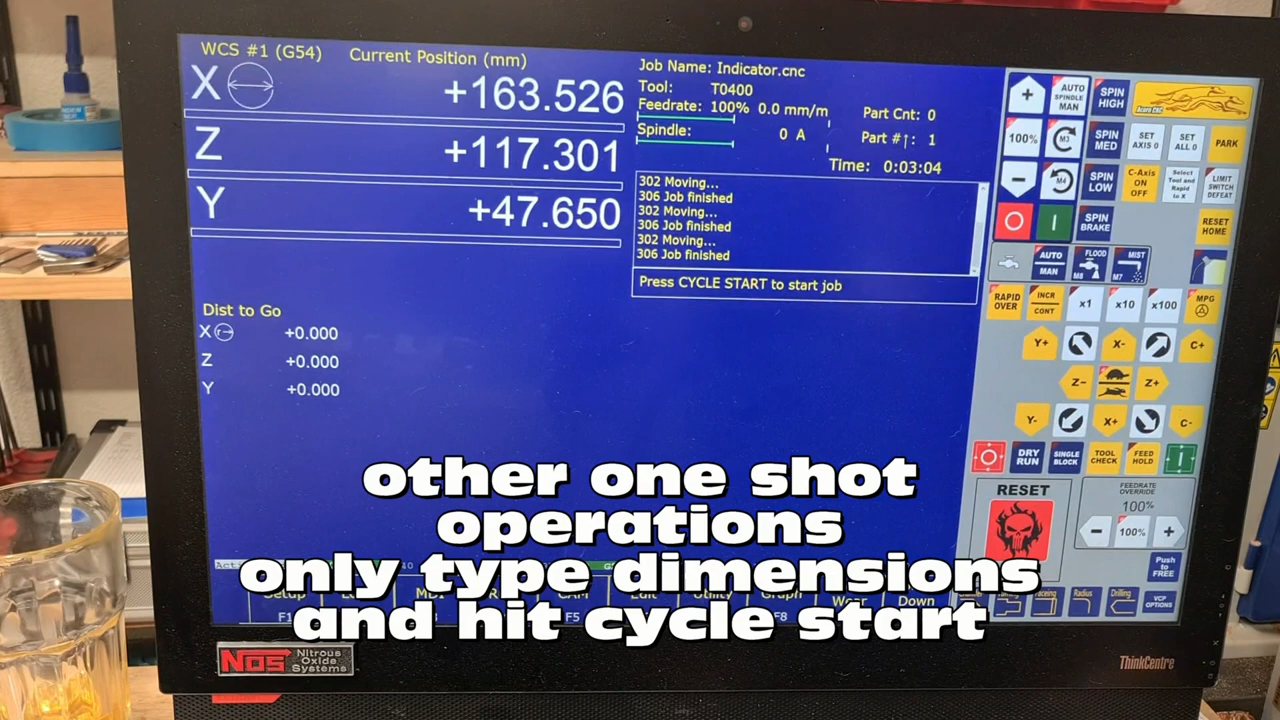 WCS #1 (G54) Current Position (mm)
X +163.526
Z +117.301
Y +47.650
Dist to Go
X +0.000
Z +0.000
Y +0.000
Job Name: Indicator.cnc
Tool: T0400
Feedrate: 100% 0.0 mm/m Part Cnt: 0
Spindle: 0 A Part #↑: 1
Time: 0:03:04
302 Moving...
306 Job finished
302 Moving...
306 Job finished
302 Moving...
306 Job finished
Press CYCLE START to start job
+ AUTO SPINDLE MAN SPIN HIGH
100% M3 SPIN MED SET AXIS 0 SET ALL 0 PARK
− M4 SPIN LOW C-Axis ON OFF Select Tool and Rapid to X LIMIT SWITCH DEFEAT
SPIN BRAKE RESET HOME
AUTO MAN FLOOD M8 MIST M7
RAPID OVER INCR CONT x1 x10 x100 MPG
Y+ X- C+
Z- Z+
Y- X+ C-
DRY RUN SINGLE BLOCK TOOL CHECK FEED HOLD
RESET
FEEDRATE OVERRIDE
100%
− 100% +
Push to FREE
Radius Drilling VCP OPTIONS
Setup MDI CAM Edit Utility Graph Down
F1 F5 F8
other one shot
operations
only type dimensions
and hit cycle start
NOS Nitrous Oxide Systems
ThinkCentre